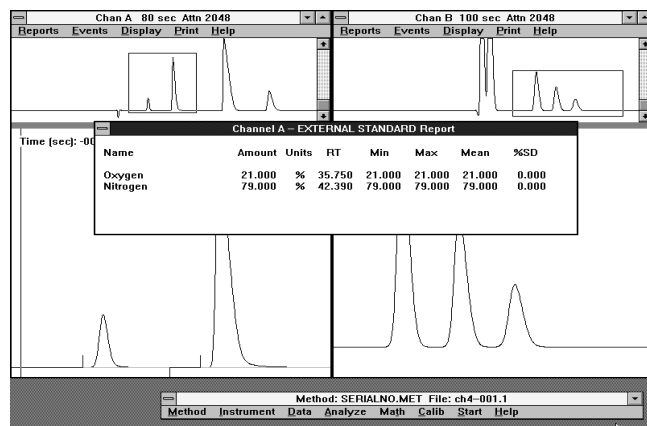 Chan A 80 sec Attn 2048
Reports Events Display Print Help
Chan B 100 sec Attn 2048
Reports Events Display Print Help
Time (sec): -00
Channel A – EXTERNAL STANDARD Report
Name Amount Units RT Min Max Mean %SD
Oxygen 21.000 % 35.750 21.000 21.000 21.000 0.000
Nitrogen 79.000 % 42.390 79.000 79.000 79.000 0.000
Method: SERIALNO.MET File: ch4–001.1
Method Instrument Data Analyze Math Calib Start Help